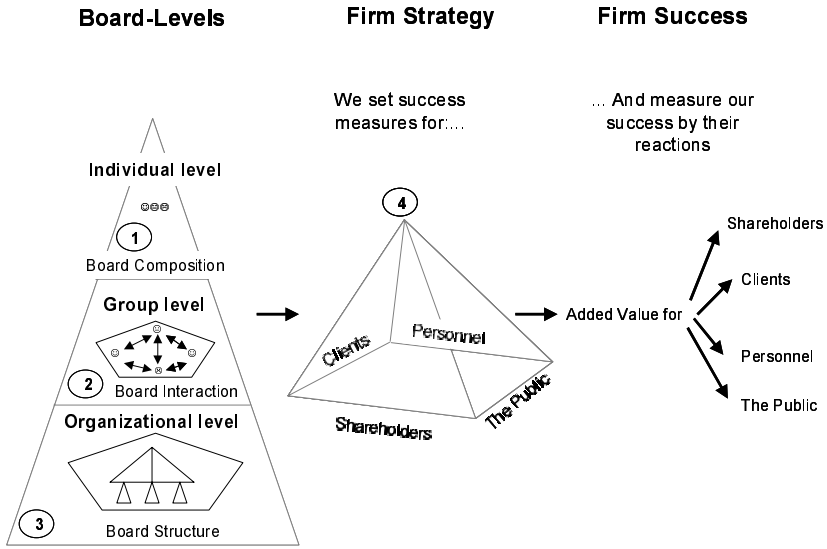 Board-Levels
Firm Strategy
Firm Success
We set success
measures for:...
... And measure our
success by their
reactions
Individual level
1
Board Composition
Group level
2
Board Interaction
Organizational level
3
Board Structure
4
Clients
Personnel
Shareholders
The Public
Added Value for
Shareholders
Clients
Personnel
The Public